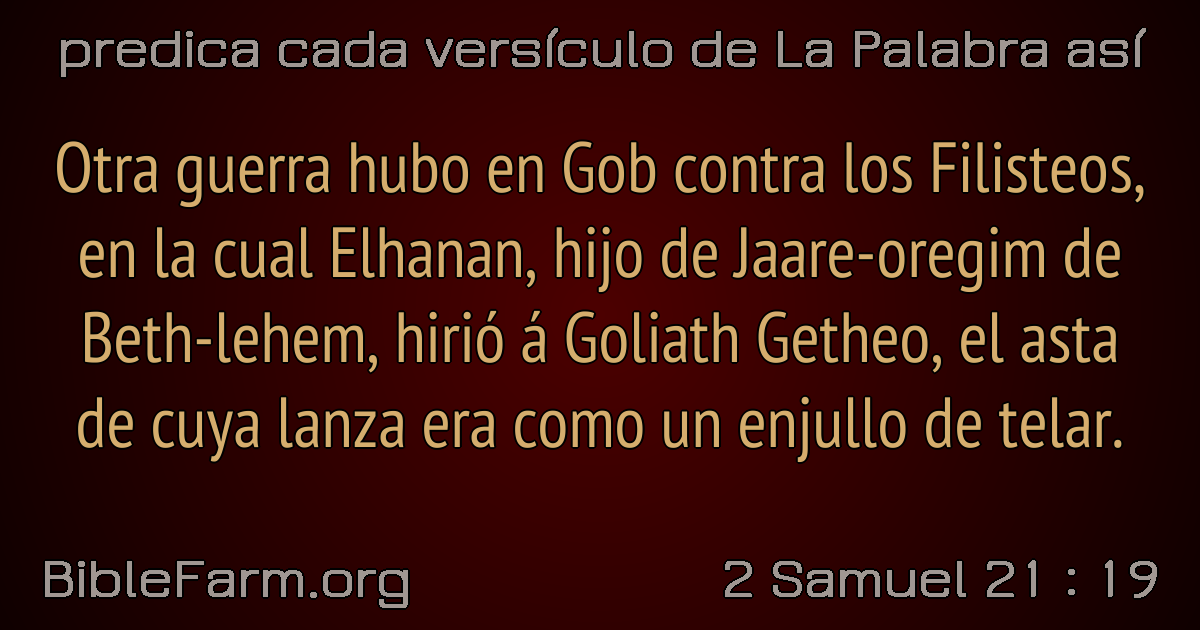 predica cada versículo de La Palabra así
Otra guerra hubo en Gob contra los Filisteos,
en la cual Elhanan, hijo de Jaare-oregim de
Beth-lehem, hirió á Goliath Getheo, el asta
de cuya lanza era como un enjullo de telar.
BibleFarm.org
2 Samuel 21 : 19